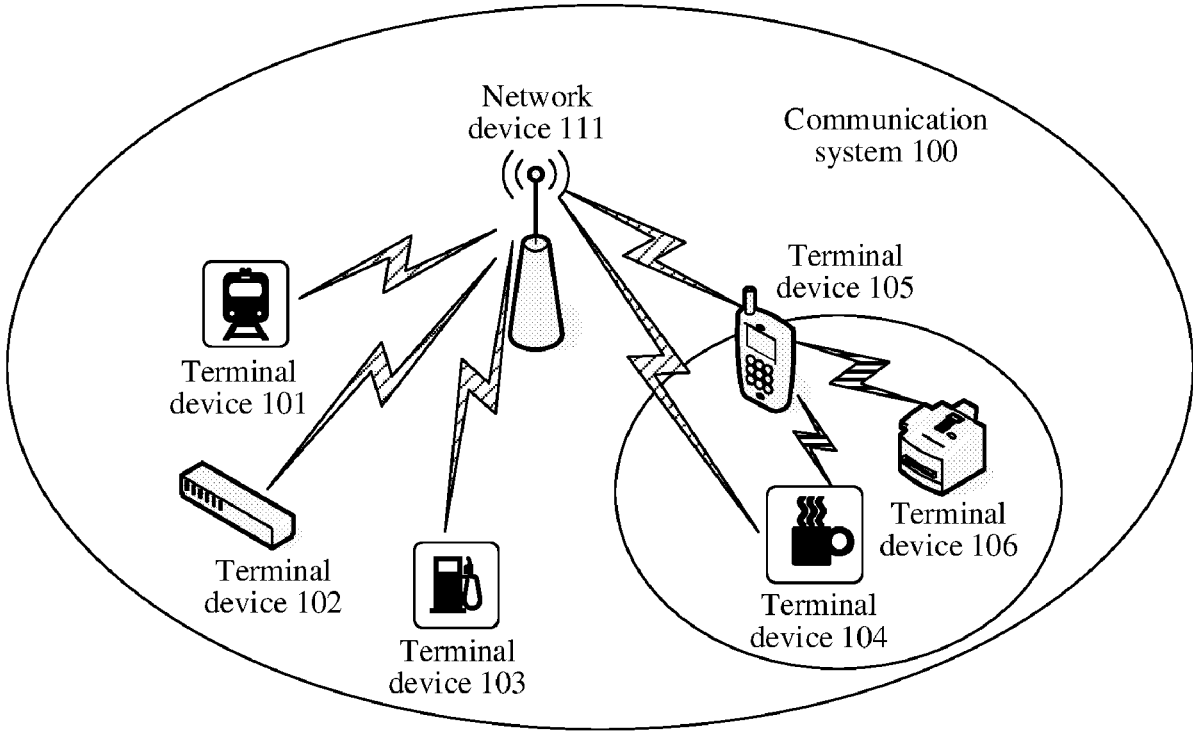 Network
device 111
Communication
system 100
Terminal
device 105
Terminal
device 101
Terminal
device 106
Terminal
device 102
Terminal
device 104
Terminal
device 103